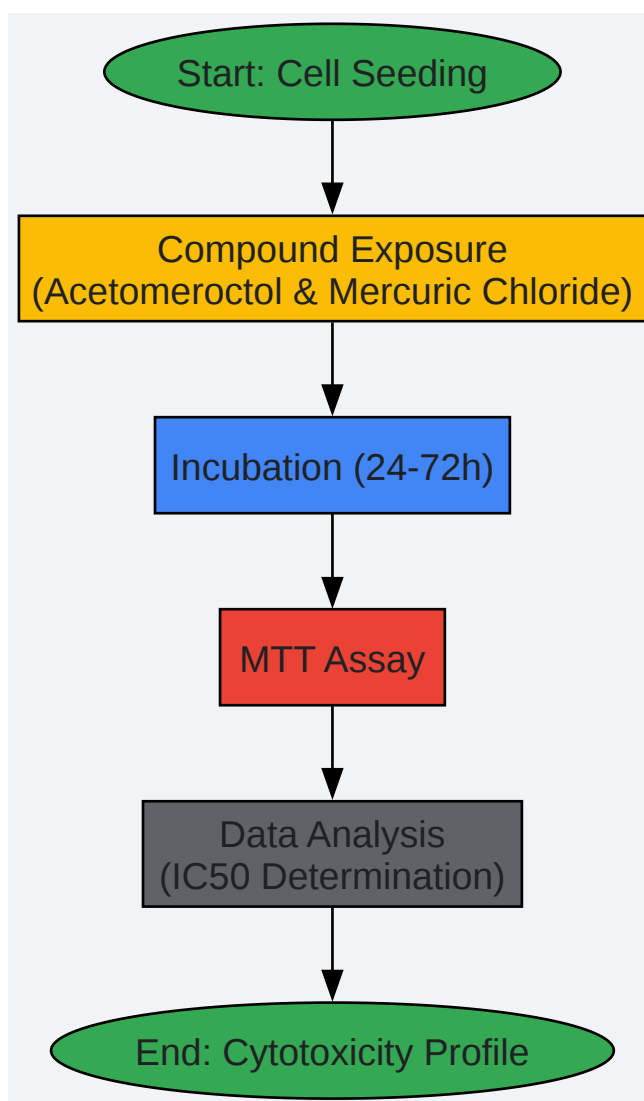 Start: Cell Seeding
Compound Exposure
(Acetomeroctol & Mercuric Chloride)
Incubation (24-72h)
MTT Assay
Data Analysis
(IC50 Determination)
End: Cytotoxicity Profile